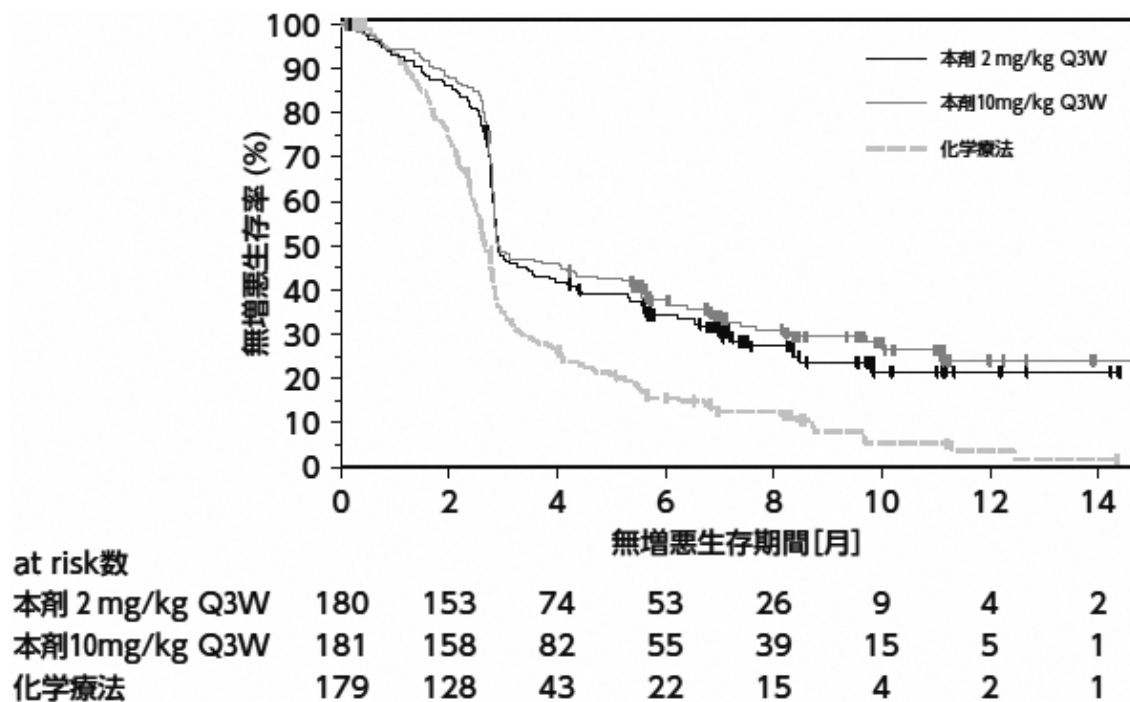 無増悪生存率 (%)
100
90
80
70
60
50
40
30
20
10
0
本剤 2 mg/kg Q3W
本剤10mg/kg Q3W
化学療法
0 2 4 6 8 10 12 14
無増悪生存期間[月]
at risk数
本剤 2 mg/kg Q3W 180 153 74 53 26 9 4 2
本剤10mg/kg Q3W 181 158 82 55 39 15 5 1
化学療法 179 128 43 22 15 4 2 1